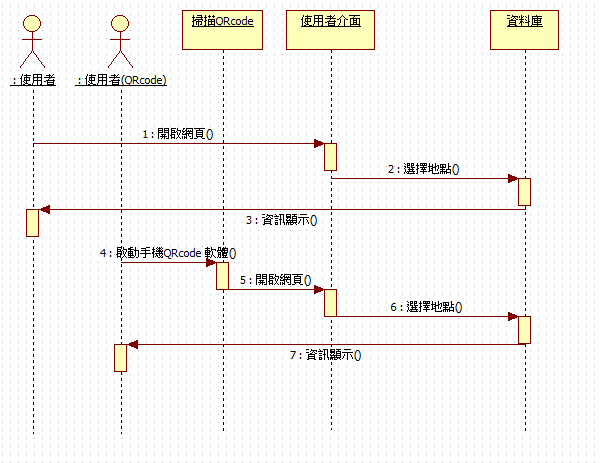 掃描QRcode
使用者介面
資料庫
: 使用者
: 使用者(QRcode)
1 : 開啟網頁()
2 : 選擇地點()
3 : 資訊顯示()
4 : 啟動手機QRcode 軟體()
5 : 開啟網頁()
6 : 選擇地點()
7 : 資訊顯示()